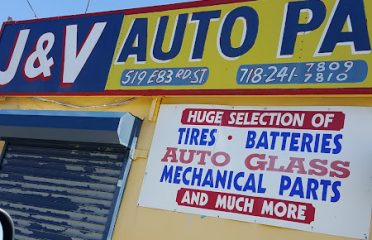 J&V AUTO PA
519 E83 RD ST
718-241-7809
7810
HUGE SELECTION OF
TIRES • BATTERIES
AUTO GLASS
MECHANICAL PARTS
AND MUCH MORE